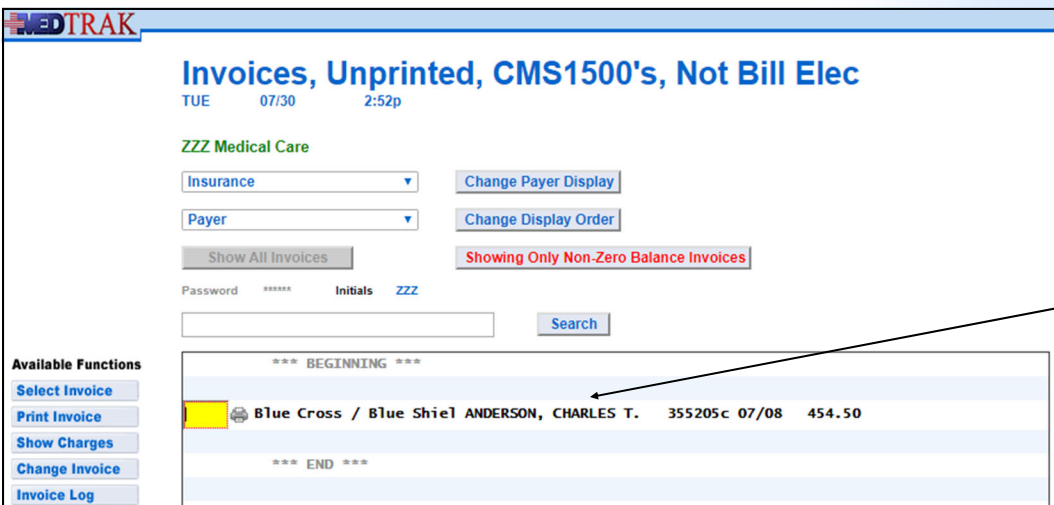 MEDTRAK
Invoices, Unprinted, CMS1500's, Not Bill Elec
TUE 07/30 2:52p
ZZZ Medical Care
Insurance Change Payer Display
Payer Change Display Order
Show All Invoices Showing Only Non-Zero Balance Invoices
Password ****** Initials ZZZ
Search
Available Functions
Select Invoice
Print Invoice
Show Charges
Change Invoice
Invoice Log
*** BEGINNING ***
Blue Cross / Blue Shiel ANDERSON, CHARLES T. 355205c 07/08 454.50
*** END ***